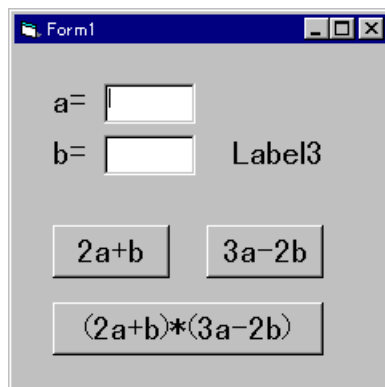 Form1
a=
b= Label3
2a+b 3a-2b
(2a+b)*(3a-2b)